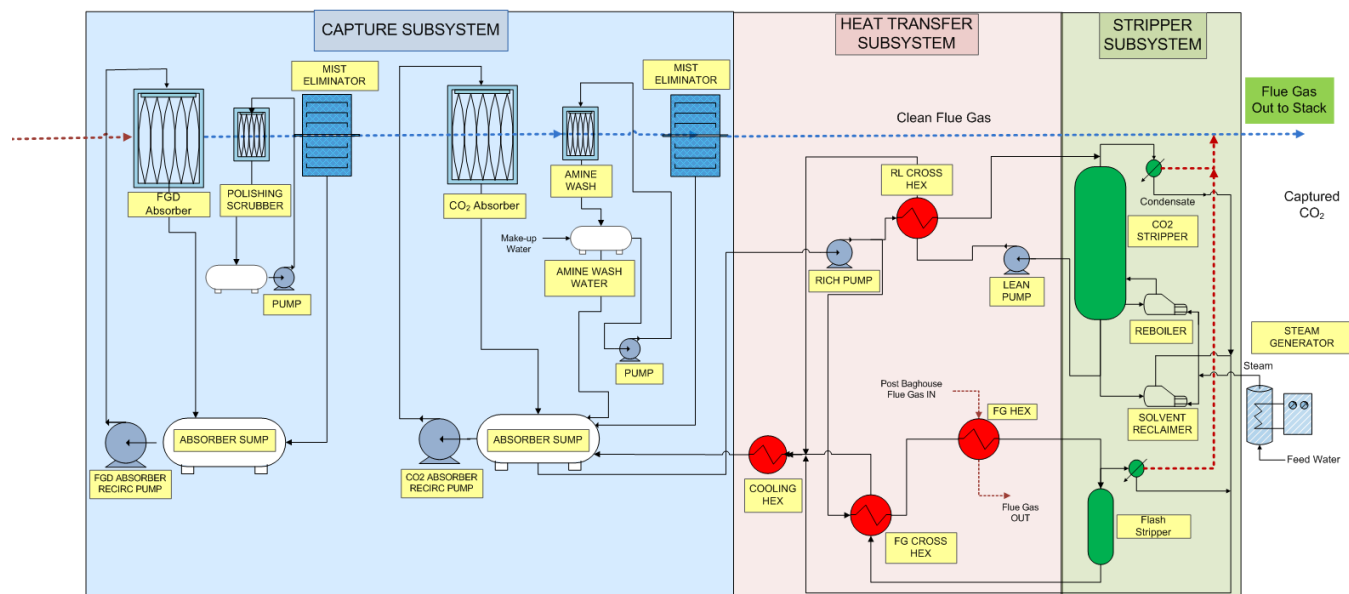 CAPTURE SUBSYSTEM
HEAT TRANSFER
SUBSYSTEM
STRIPPER
SUBSYSTEM
MIST
ELIMINATOR
MIST
ELIMINATOR
Flue Gas
Out to Stack
Clean Flue Gas
FGD
Absorber
POLISHING
SCRUBBER
CO₂ Absorber
AMINE
WASH
RL CROSS
HEX
Condensate
Captured
CO₂
CO2
STRIPPER
Make-up
Water
AMINE WASH
WATER
PUMP
RICH PUMP
LEAN
PUMP
REBOILER
STEAM
GENERATOR
PUMP
Steam
Post Baghouse
Flue Gas IN
FG HEX
SOLVENT
RECLAIMER
ABSORBER SUMP
ABSORBER SUMP
Feed Water
FGD ABSORBER
RECIRC PUMP
CO2 ABSORBER
RECIRC PUMP
COOLING
HEX
Flue Gas
OUT
FG CROSS
HEX
Flash
Stripper